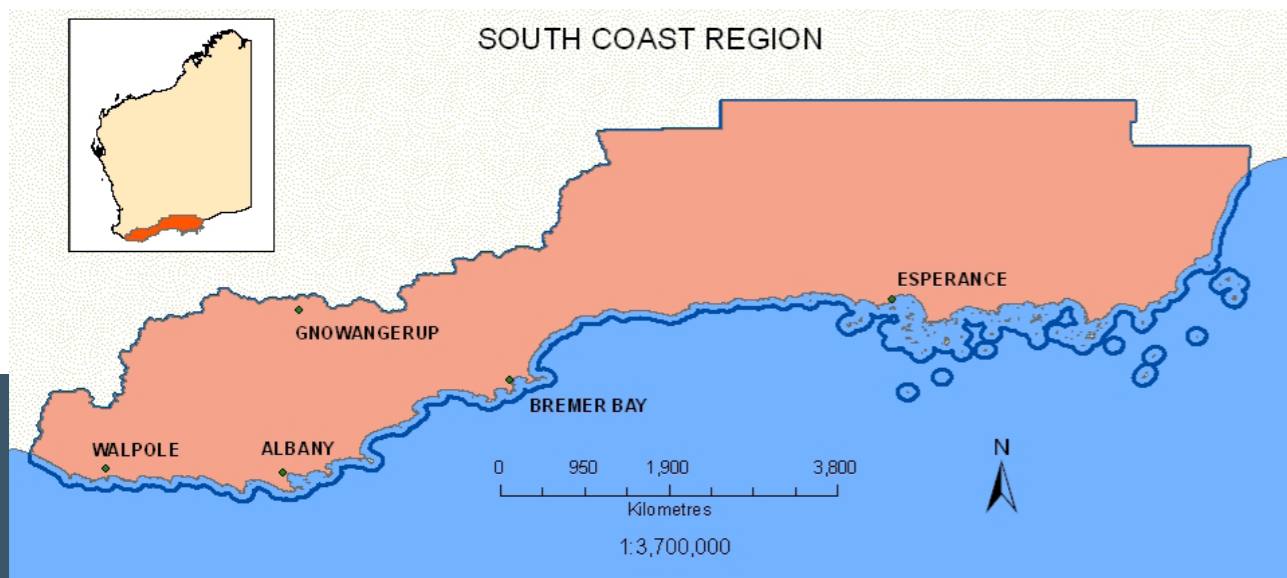 SOUTH COAST REGION
ESPERANCE
GNOWANGERUP
BREMER BAY
WALPOLE
ALBANY
N
0 950 1,900 3,800
Kilometres
1:3,700,000